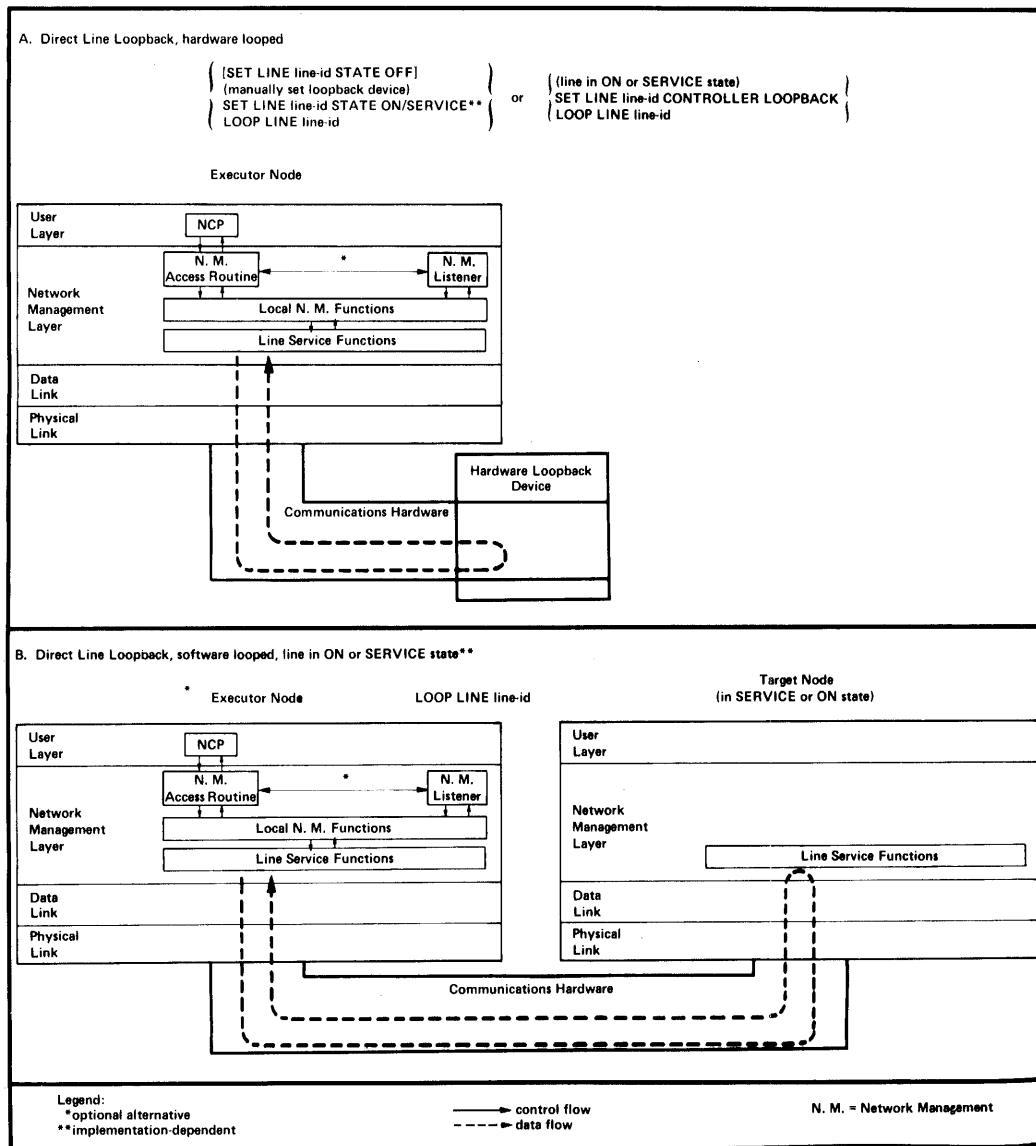 A. Direct Line Loopback, hardware looped
[SET LINE line-id STATE OFF]
(manually set loopback device)
SET LINE line-id STATE ON/SERVICE**
LOOP LINE line-id
or
(line in ON or SERVICE state)
SET LINE line-id CONTROLLER LOOPBACK
LOOP LINE line-id
Executor Node
User
Layer
NCP
Network
Management
Layer
N. M.
Access Routine
*
N. M.
Listener
Local N. M. Functions
Line Service Functions
Data
Link
Physical
Link
Hardware Loopback
Device
Communications Hardware
B. Direct Line Loopback, software looped, line in ON or SERVICE state**
* Executor Node
LOOP LINE line-id
Target Node
(in SERVICE or ON state)
User
Layer
NCP
Network
Management
Layer
N. M.
Access Routine
*
N. M.
Listener
Local N. M. Functions
Line Service Functions
Data
Link
Physical
Link
User
Layer
Network
Management
Layer
Line Service Functions
Data
Link
Physical
Link
Communications Hardware
Legend:
*optional alternative
**implementation-dependent
control flow
data flow
N. M. = Network Management